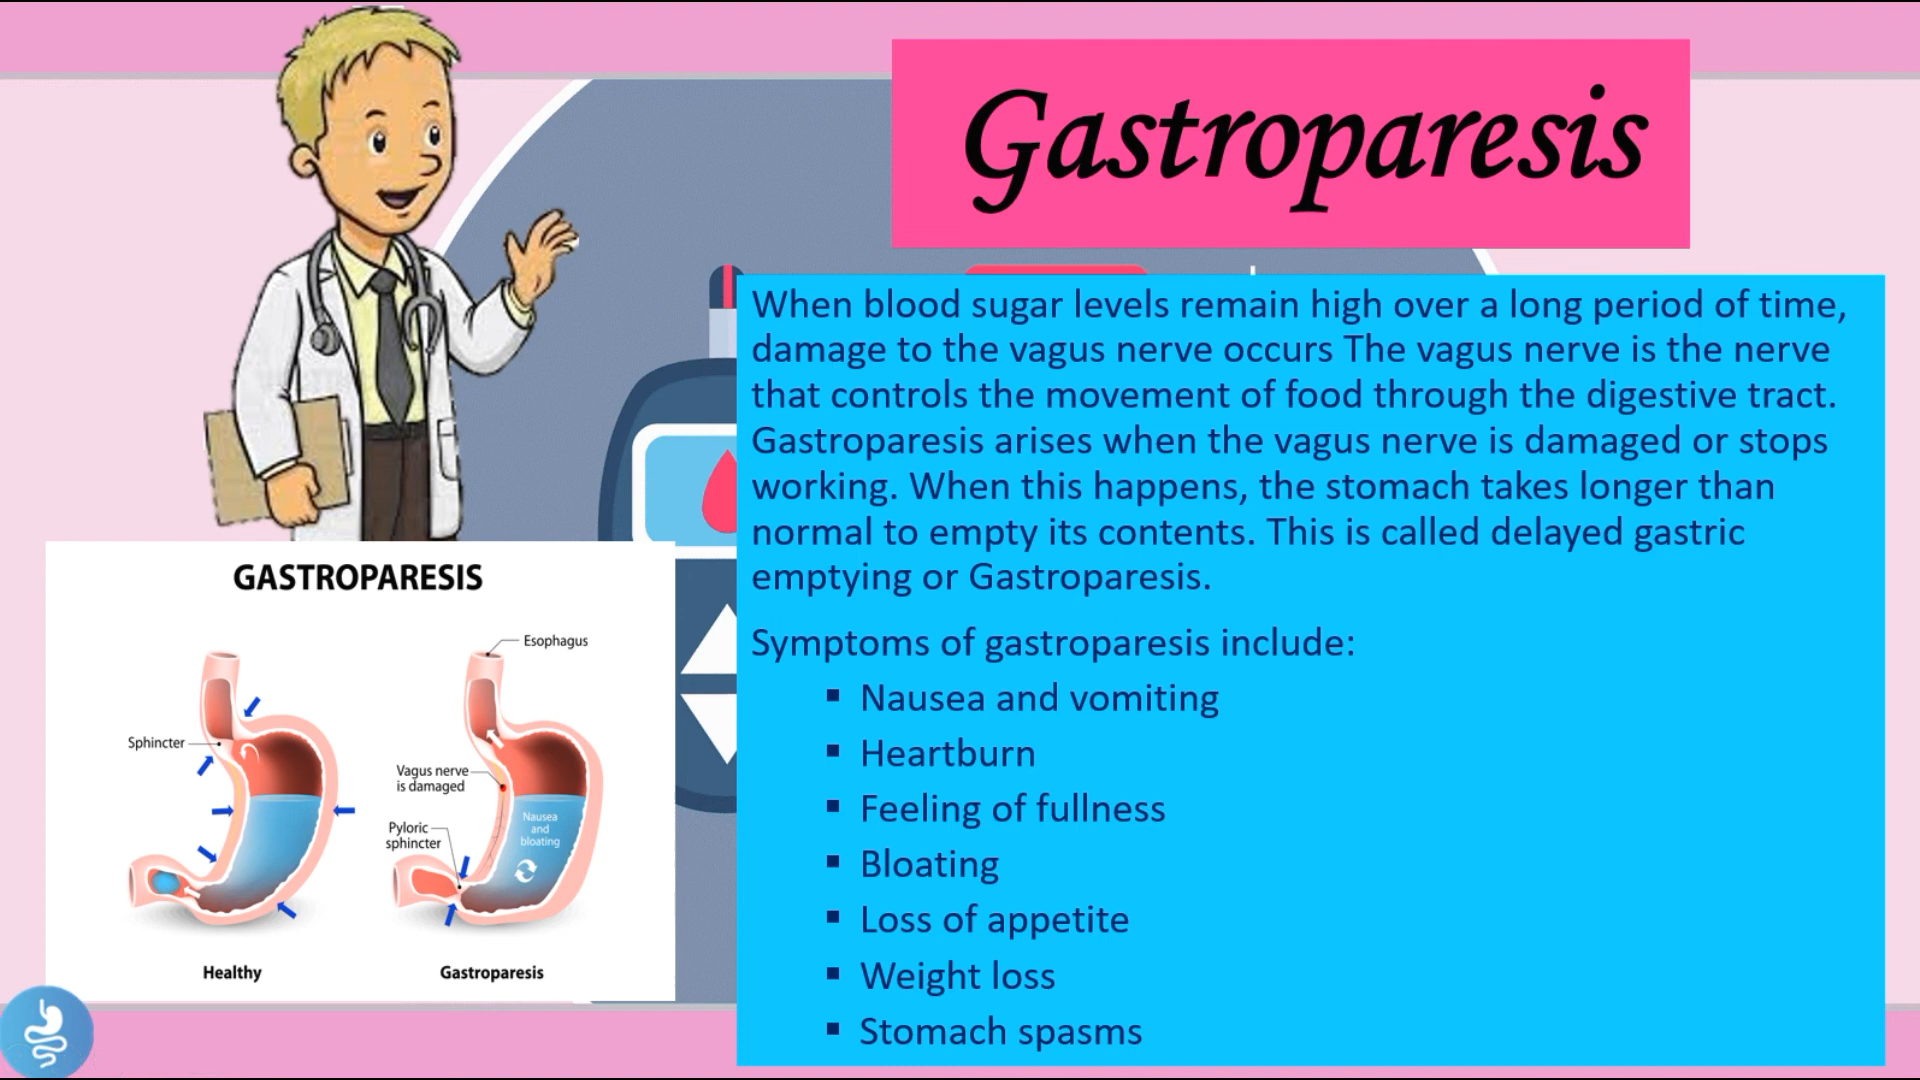 Gastroparesis
When blood sugar levels remain high over a long period of time,
damage to the vagus nerve occurs The vagus nerve is the nerve
that controls the movement of food through the digestive tract.
Gastroparesis arises when the vagus nerve is damaged or stops
working. When this happens, the stomach takes longer than
normal to empty its contents. This is called delayed gastric
emptying or Gastroparesis.
Symptoms of gastroparesis include:
▪ Nausea and vomiting
▪ Heartburn
▪ Feeling of fullness
▪ Bloating
▪ Loss of appetite
▪ Weight loss
▪ Stomach spasms
GASTROPARESIS
Esophagus
Sphincter
Vagus nerve
is damaged
Pyloric
sphincter
Nausea
and
bloating
Healthy
Gastroparesis